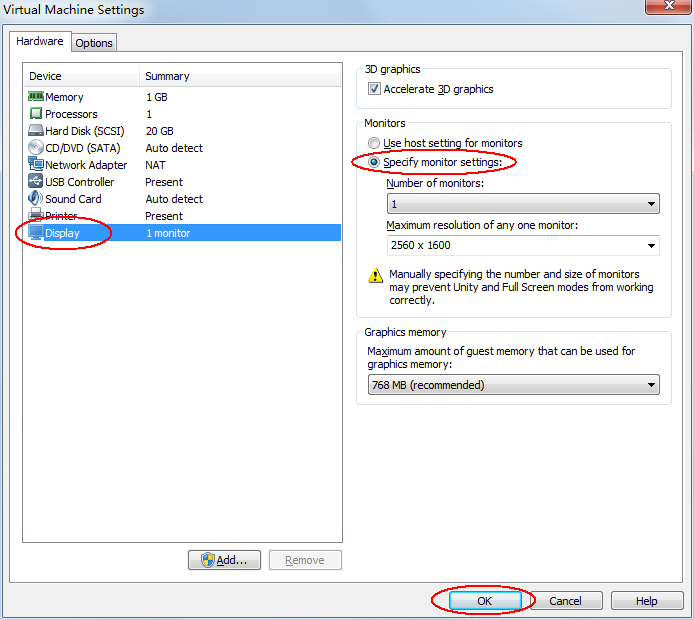 Virtual Machine Settings
Hardware
Options
Device Summary
Memory 1 GB
Processors 1
Hard Disk (SCSI) 20 GB
CD/DVD (SATA) Auto detect
Network Adapter NAT
USB Controller Present
Sound Card Auto detect
Printer Present
Display 1 monitor
Add...
Remove
3D graphics
Accelerate 3D graphics
Monitors
Use host setting for monitors
Specify monitor settings:
Number of monitors:
1
Maximum resolution of any one monitor:
2560 x 1600
Manually specifying the number and size of monitors
may prevent Unity and Full Screen modes from working
correctly.
Graphics memory
Maximum amount of guest memory that can be used for
graphics memory:
768 MB (recommended)
OK
Cancel
Help